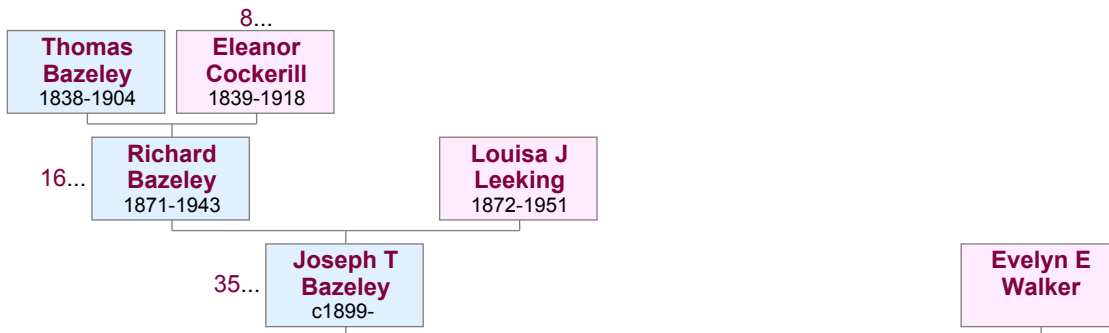 8...
Thomas
Bazeley
1838-1904
Eleanor
Cockerill
1839-1918
16...
Richard
Bazeley
1871-1943
Louisa J
Leeking
1872-1951
35...
Joseph T
Bazeley
c1899-
Evelyn E
Walker